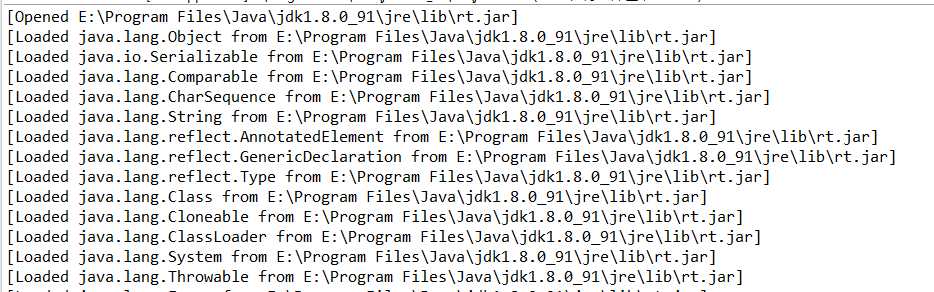 [Opened E:\Program Files\Java\jdk1.8.0_91\jre\lib\rt.jar]
[Loaded java.lang.Object from E:\Program Files\Java\jdk1.8.0_91\jre\lib\rt.jar]
[Loaded java.io.Serializable from E:\Program Files\Java\jdk1.8.0_91\jre\lib\rt.jar]
[Loaded java.lang.Comparable from E:\Program Files\Java\jdk1.8.0_91\jre\lib\rt.jar]
[Loaded java.lang.CharSequence from E:\Program Files\Java\jdk1.8.0_91\jre\lib\rt.jar]
[Loaded java.lang.String from E:\Program Files\Java\jdk1.8.0_91\jre\lib\rt.jar]
[Loaded java.lang.reflect.AnnotatedElement from E:\Program Files\Java\jdk1.8.0_91\jre\lib\rt.jar]
[Loaded java.lang.reflect.GenericDeclaration from E:\Program Files\Java\jdk1.8.0_91\jre\lib\rt.jar]
[Loaded java.lang.reflect.Type from E:\Program Files\Java\jdk1.8.0_91\jre\lib\rt.jar]
[Loaded java.lang.Class from E:\Program Files\Java\jdk1.8.0_91\jre\lib\rt.jar]
[Loaded java.lang.Cloneable from E:\Program Files\Java\jdk1.8.0_91\jre\lib\rt.jar]
[Loaded java.lang.ClassLoader from E:\Program Files\Java\jdk1.8.0_91\jre\lib\rt.jar]
[Loaded java.lang.System from E:\Program Files\Java\jdk1.8.0_91\jre\lib\rt.jar]
[Loaded java.lang.Throwable from E:\Program Files\Java\jdk1.8.0_91\jre\lib\rt.jar]